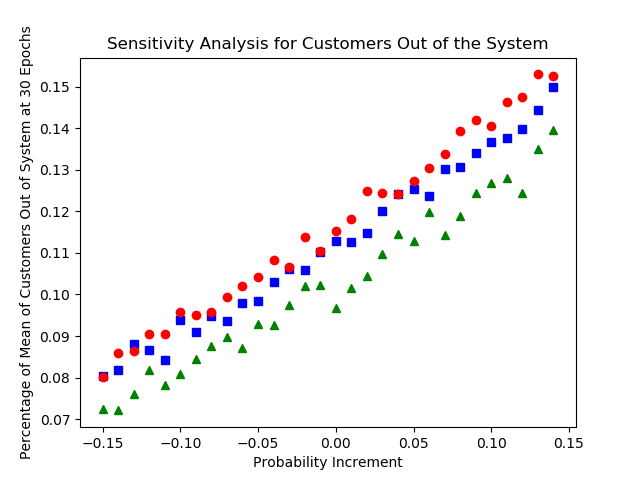 Sensitivity Analysis for Customers Out of the System
Percentage of Mean of Customers Out of System at 30 Epochs
0.15
0.14
0.13
0.12
0.11
0.10
0.09
0.08
0.07
−0.15 −0.10 −0.05 0.00 0.05 0.10 0.15
Probability Increment